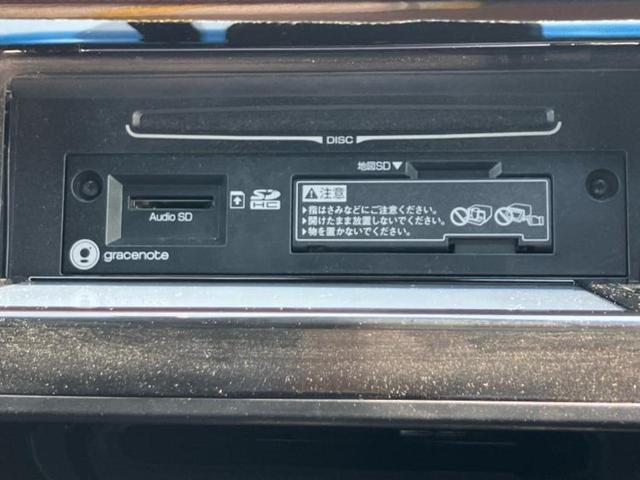 DISC
地図SD▼
⚠注意
▶指はさみなどにご注意ください。
▶開けたまま放置しないでください。
▶物を置かないでください。
Audio SD
SD HC
gracenote